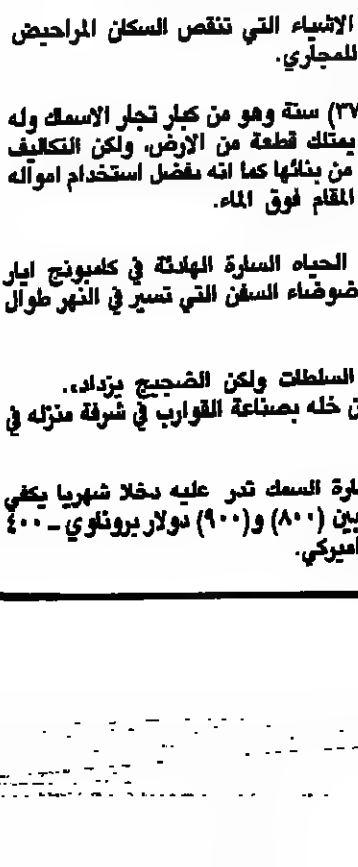 الاشياء التي تنقص السكان المراحيض
للمجاري.
٣٧) سنة وهو من كبار تجار الاسماك وله
يمتلك قطعة من الارض، ولكن التكاليف
من بنائها كما انه يفضل استخدام امواله
المقام فوق الماء.
الحياه السارة الهادئة في كامبونج ايار
ضوضاء السفن التي تسير في النهر طوال
السلطات ولكن الضجيج يزداد».
خله بصناعة القوارب في شرفة منزله في
السمك تدر عليه دخلا شهريا يكفي
بين (٨٠٠) و(٩٠٠) دولار بروناوي ـ ٤٠٠
اميركي.